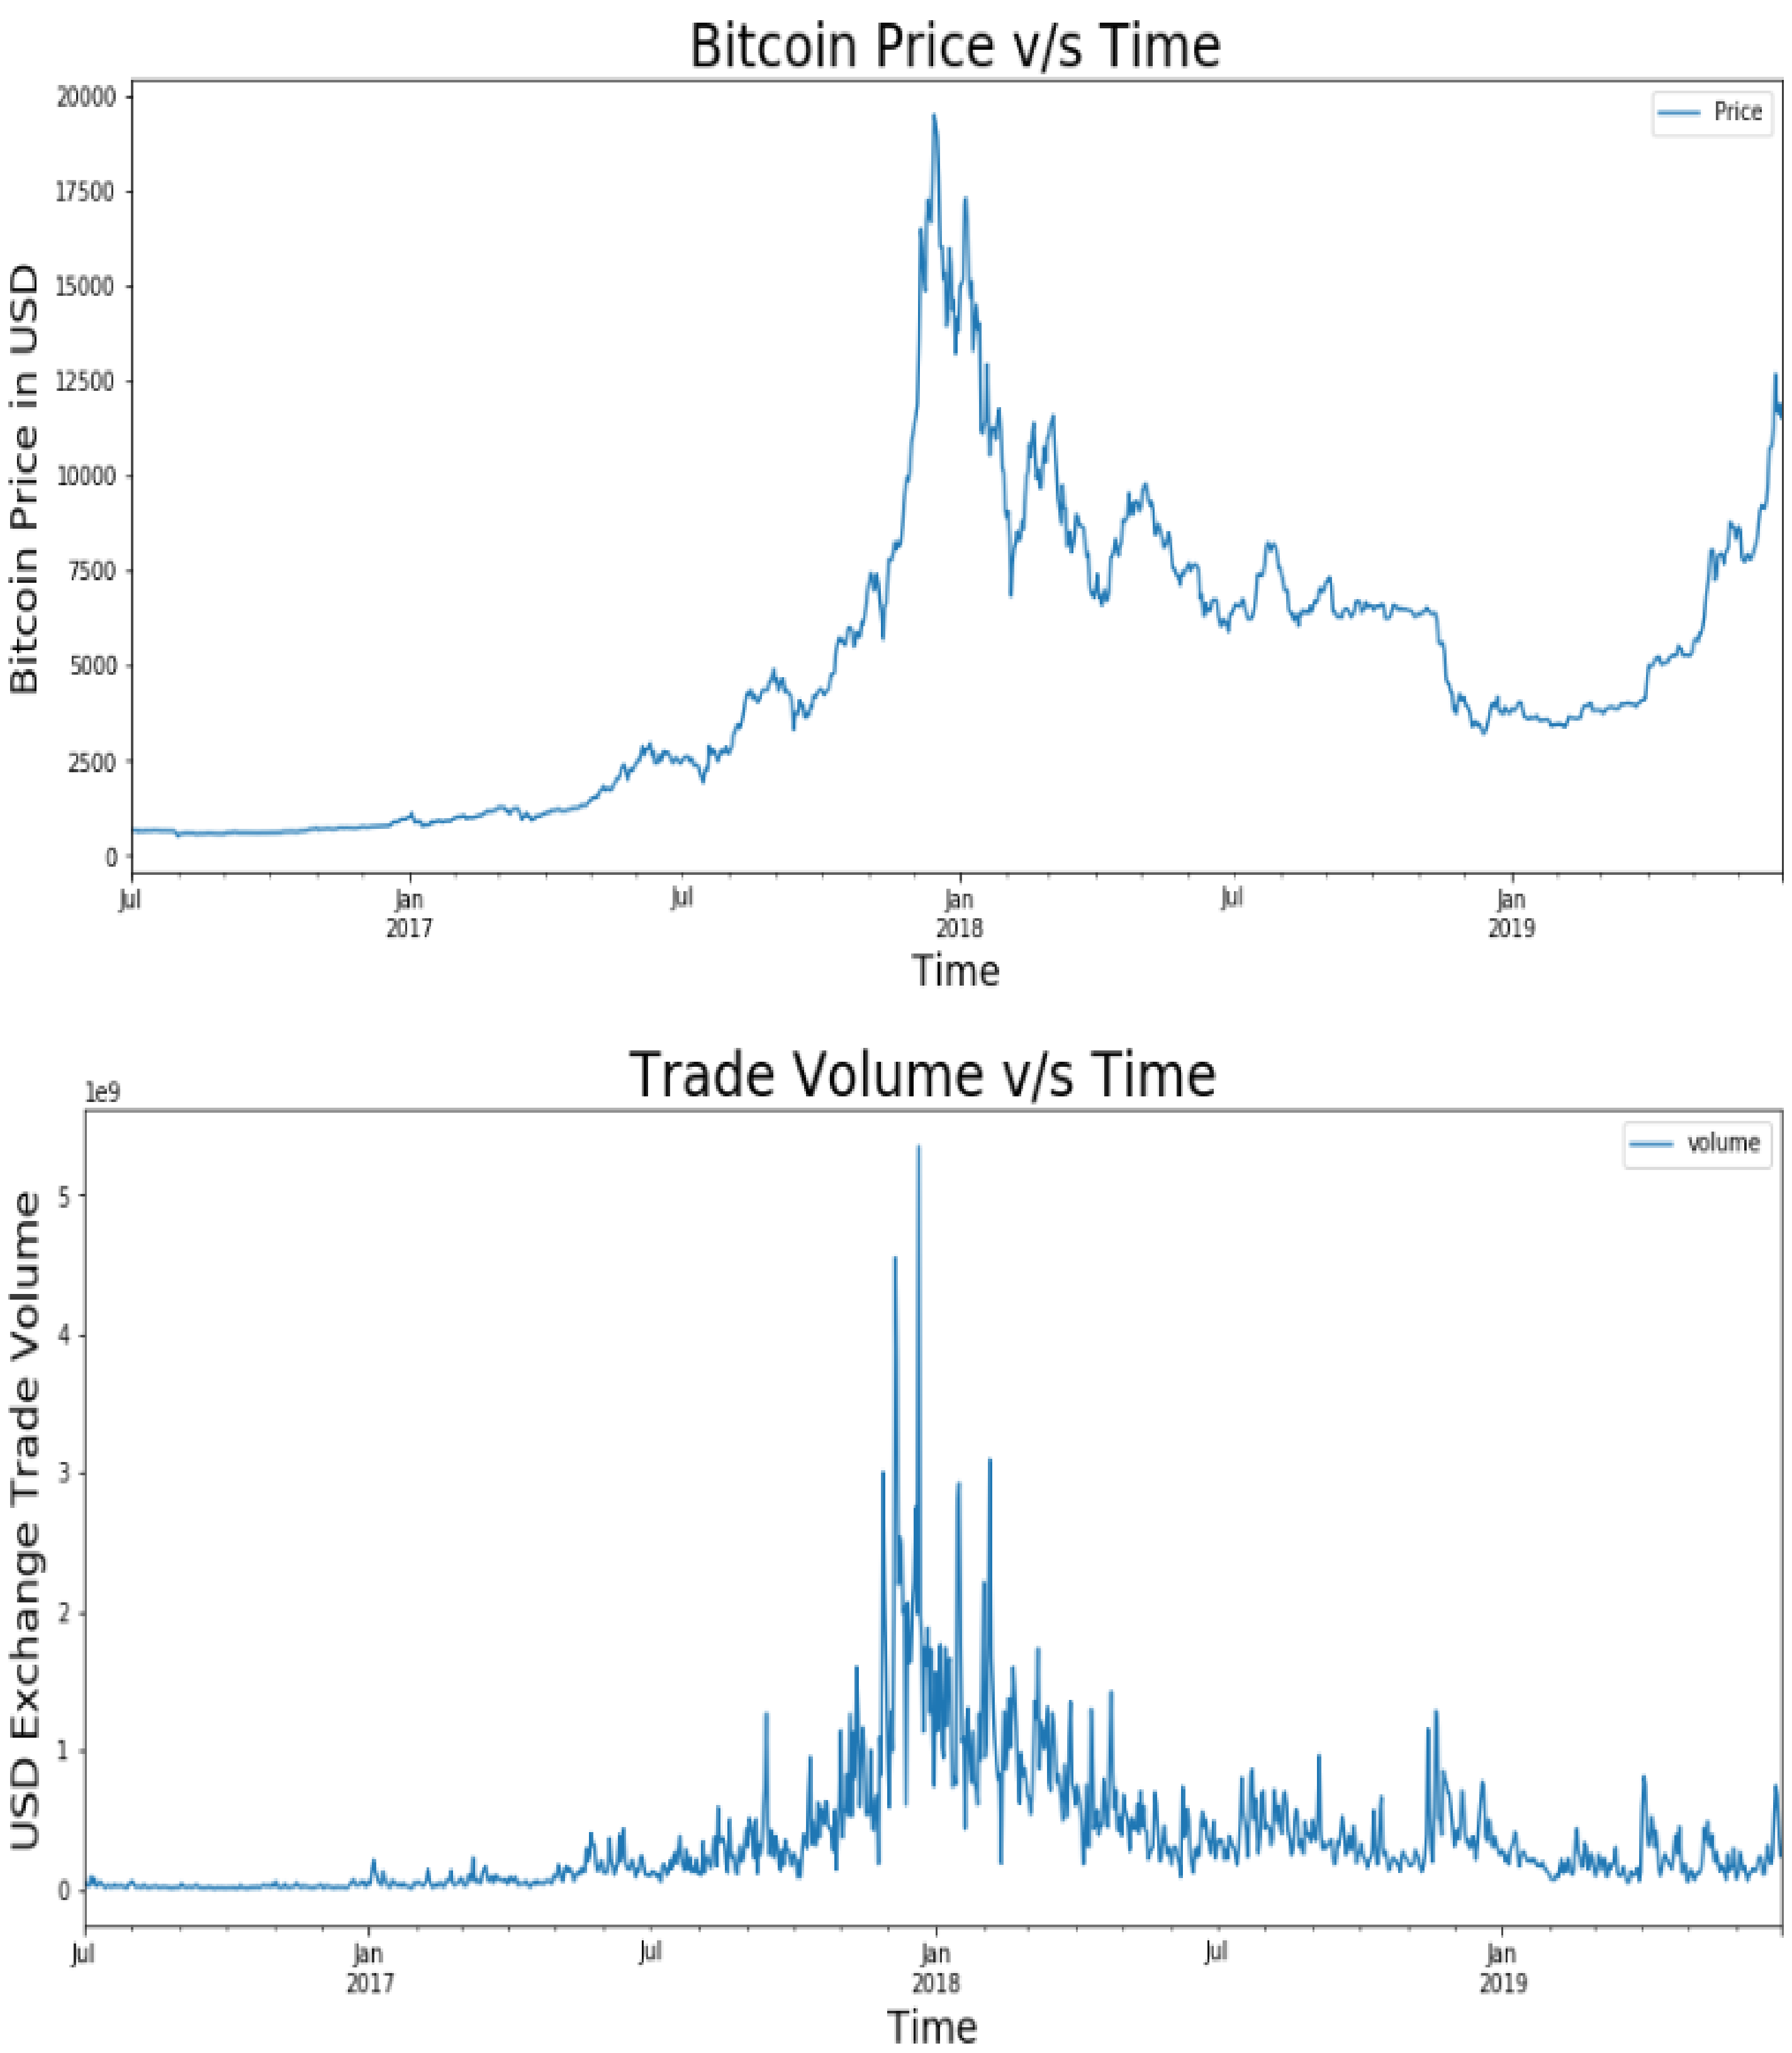 Bitcoin Price v/s Time
Price
Bitcoin Price in USD
20000
17500
15000
12500
10000
7500
5000
2500
0
Jul
Jan
2017
Jul
Jan
2018
Jul
Jan
2019
Time
Trade Volume v/s Time
1e9
volume
USD Exchange Trade Volume
5
4
3
2
1
0
Jul
Jan
2017
Jul
Jan
2018
Jul
Jan
2019
Time